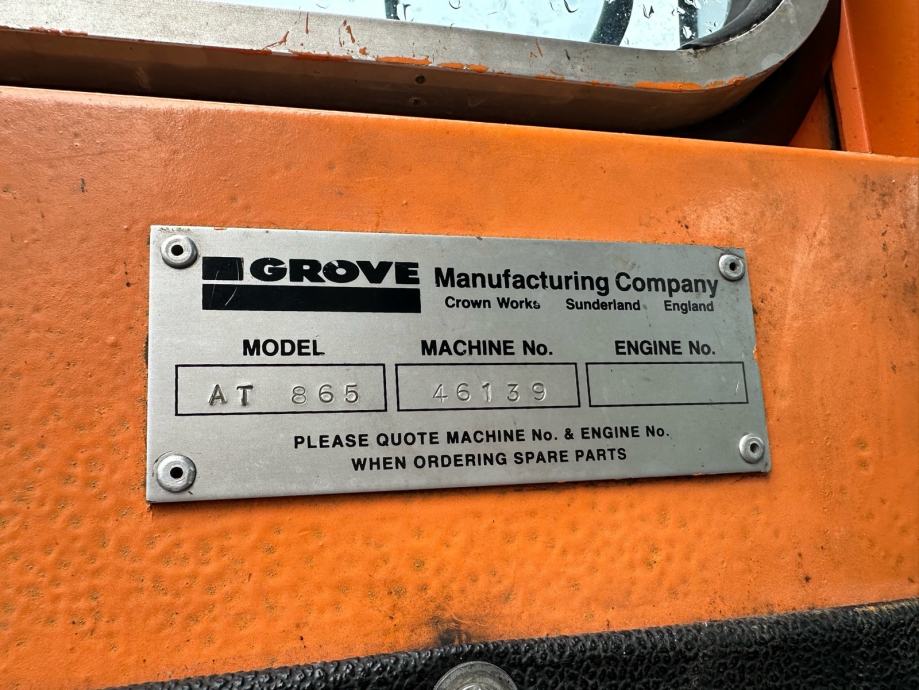 GROVE Manufacturing Company
Crown Works Sunderland England
MODEL MACHINE No. ENGINE No.
AT 865 46139
PLEASE QUOTE MACHINE No. & ENGINE No.
WHEN ORDERING SPARE PARTS